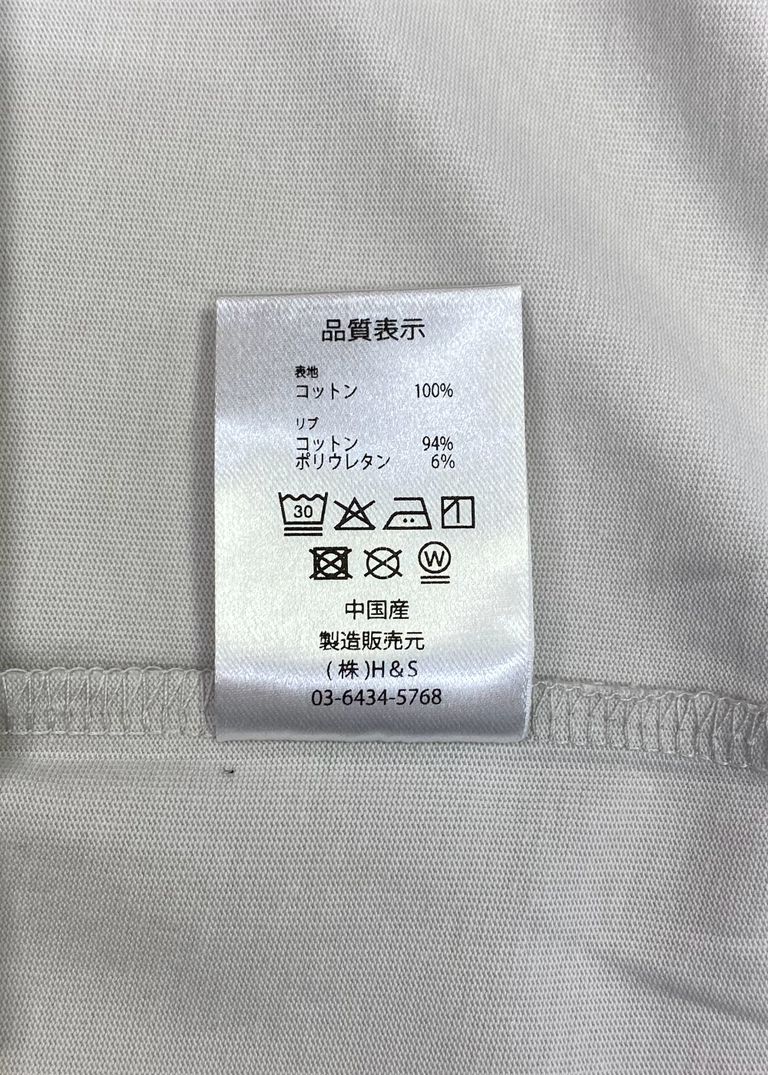 品質表示
表地
コットン 100%
リブ
コットン 94%
ポリウレタン 6%
30
W
中国産
製造販売元
(株)H&S
03-6434-5768